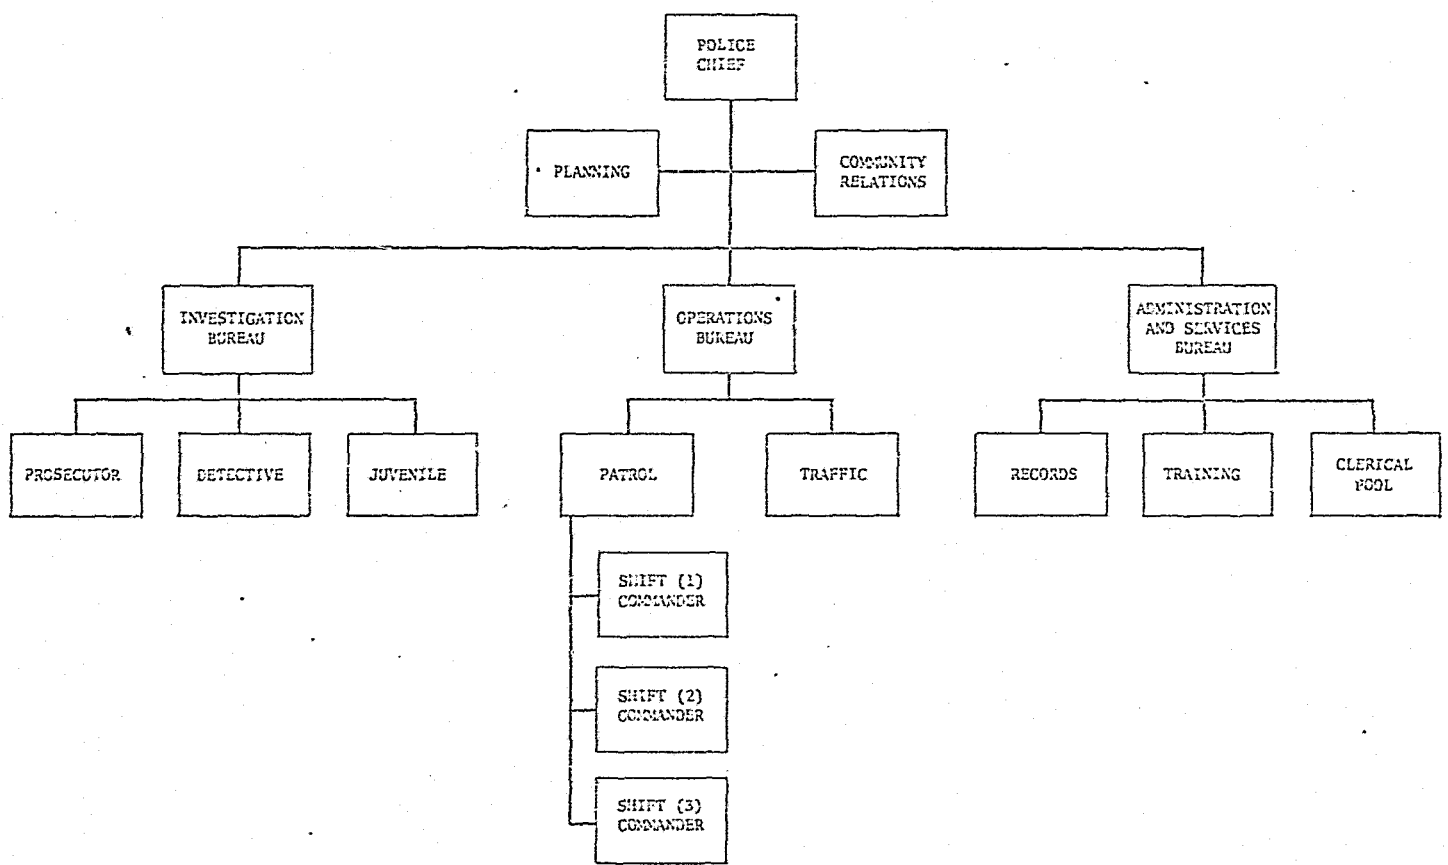 POLICE
CHIEF
PLANNING
COMMUNITY
RELATIONS
INVESTIGATION
BUREAU
OPERATIONS
BUREAU
ADMINISTRATION
AND SERVICES
BUREAU
PROSECUTOR
DETECTIVE
JUVENILE
PATROL
TRAFFIC
RECORDS
TRAINING
CLERICAL
POOL
SHIFT (1)
COMMANDER
SHIFT (2)
COMMANDER
SHIFT (3)
COMMANDER